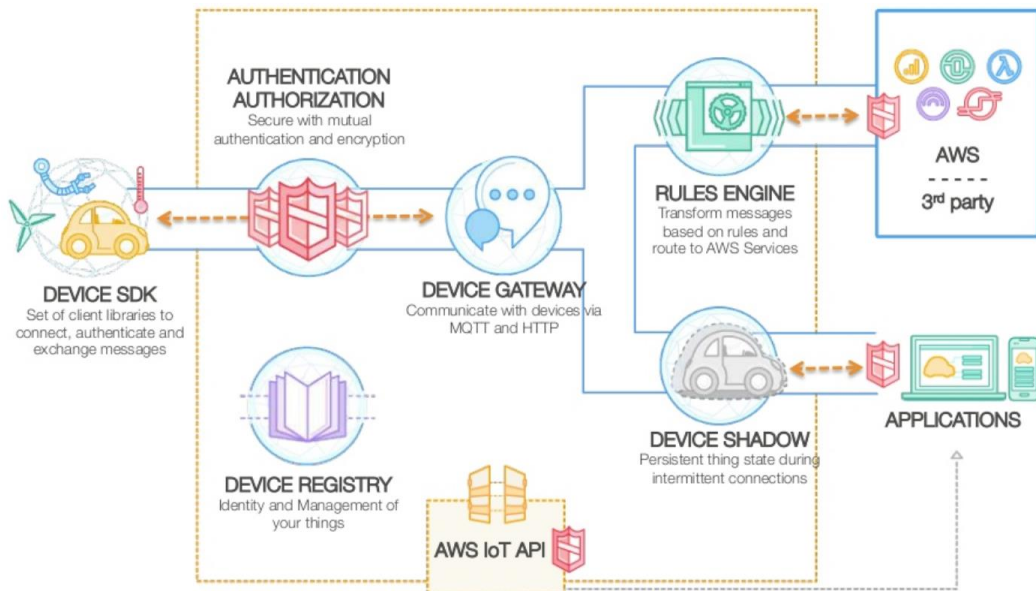 AUTHENTICATION
AUTHORIZATION
Secure with mutual
authentication and encryption
DEVICE SDK
Set of client libraries to
connect, authenticate and
exchange messages
DEVICE GATEWAY
Communicate with devices via
MQTT and HTTP
RULES ENGINE
Transform messages
based on rules and
route to AWS Services
AWS
3rd party
DEVICE REGISTRY
Identity and Management of
your things
DEVICE SHADOW
Persistent thing state during
intermittent connections
APPLICATIONS
AWS IoT API